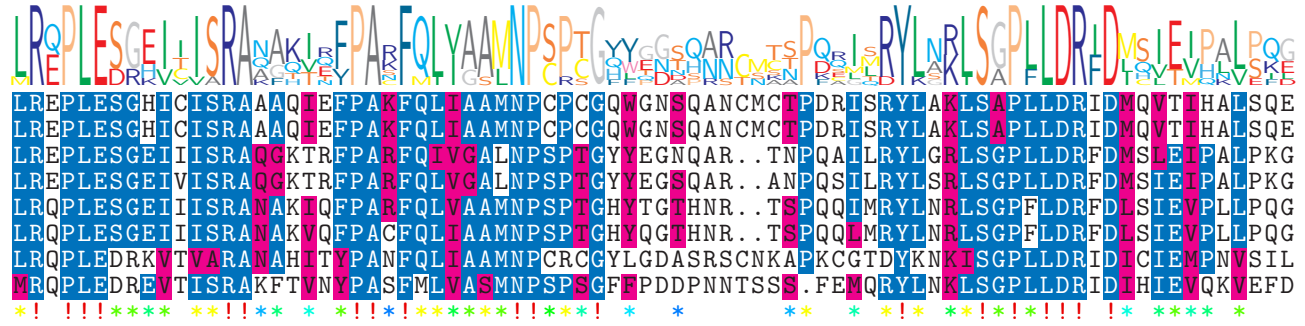 LREPLESGHICISRAAAQIEFPAKFQLIAAMNPCPCGQWGNSQANCMCTPDRISRYLAKLSAPLLDRIDMQVTIHALSQE
LREPLESGHICISRAAAQIEFPAKFQLIAAMNPCPCGQWGNSQANCMCTPDRISRYLAKLSAPLLDRIDMQVTIHALSQE
LREPLESGEIIISRAQGKTRFPARFQIVGALNPSPTGYYEGNQAR..TNPQAILRYLGRLSGPLLDRFDMSLEIPALPKG
LREPLESGEIVISRAQGKTRFPARFQLVGALNPSPTGYYEGSQAR..ANPQSILRYLSRLSGPLLDRFDMSIEIPALPKG
LRQPLESGEIIISRANAKIQFPARFQLVAAMNPSPTGHYTGTHNR..TSPQQIMRYLNRLSGPFLDRFDLSIEVPLLPQG
LRQPLESGEIIISRANAKVQFPACFQLIAAMNPSPTGHYQGTHNR..TSPQQLMRYLNRLSGPFLDRFDLSIEVPLLPQG
LRQPLEDRKVTVARANAHITYPANFQLIAAMNPCRCGYLGDASRSCNKAPKCGTDYKNKISGPLLDRIDICIEMPNVSIL
MRQPLEDREVTISRAKFTVNYPASFMLVASMNPSPSGFFPDDPNNTSSS.FEMQRYLNKLSGPLLDRIDIHIEVQKVEFD